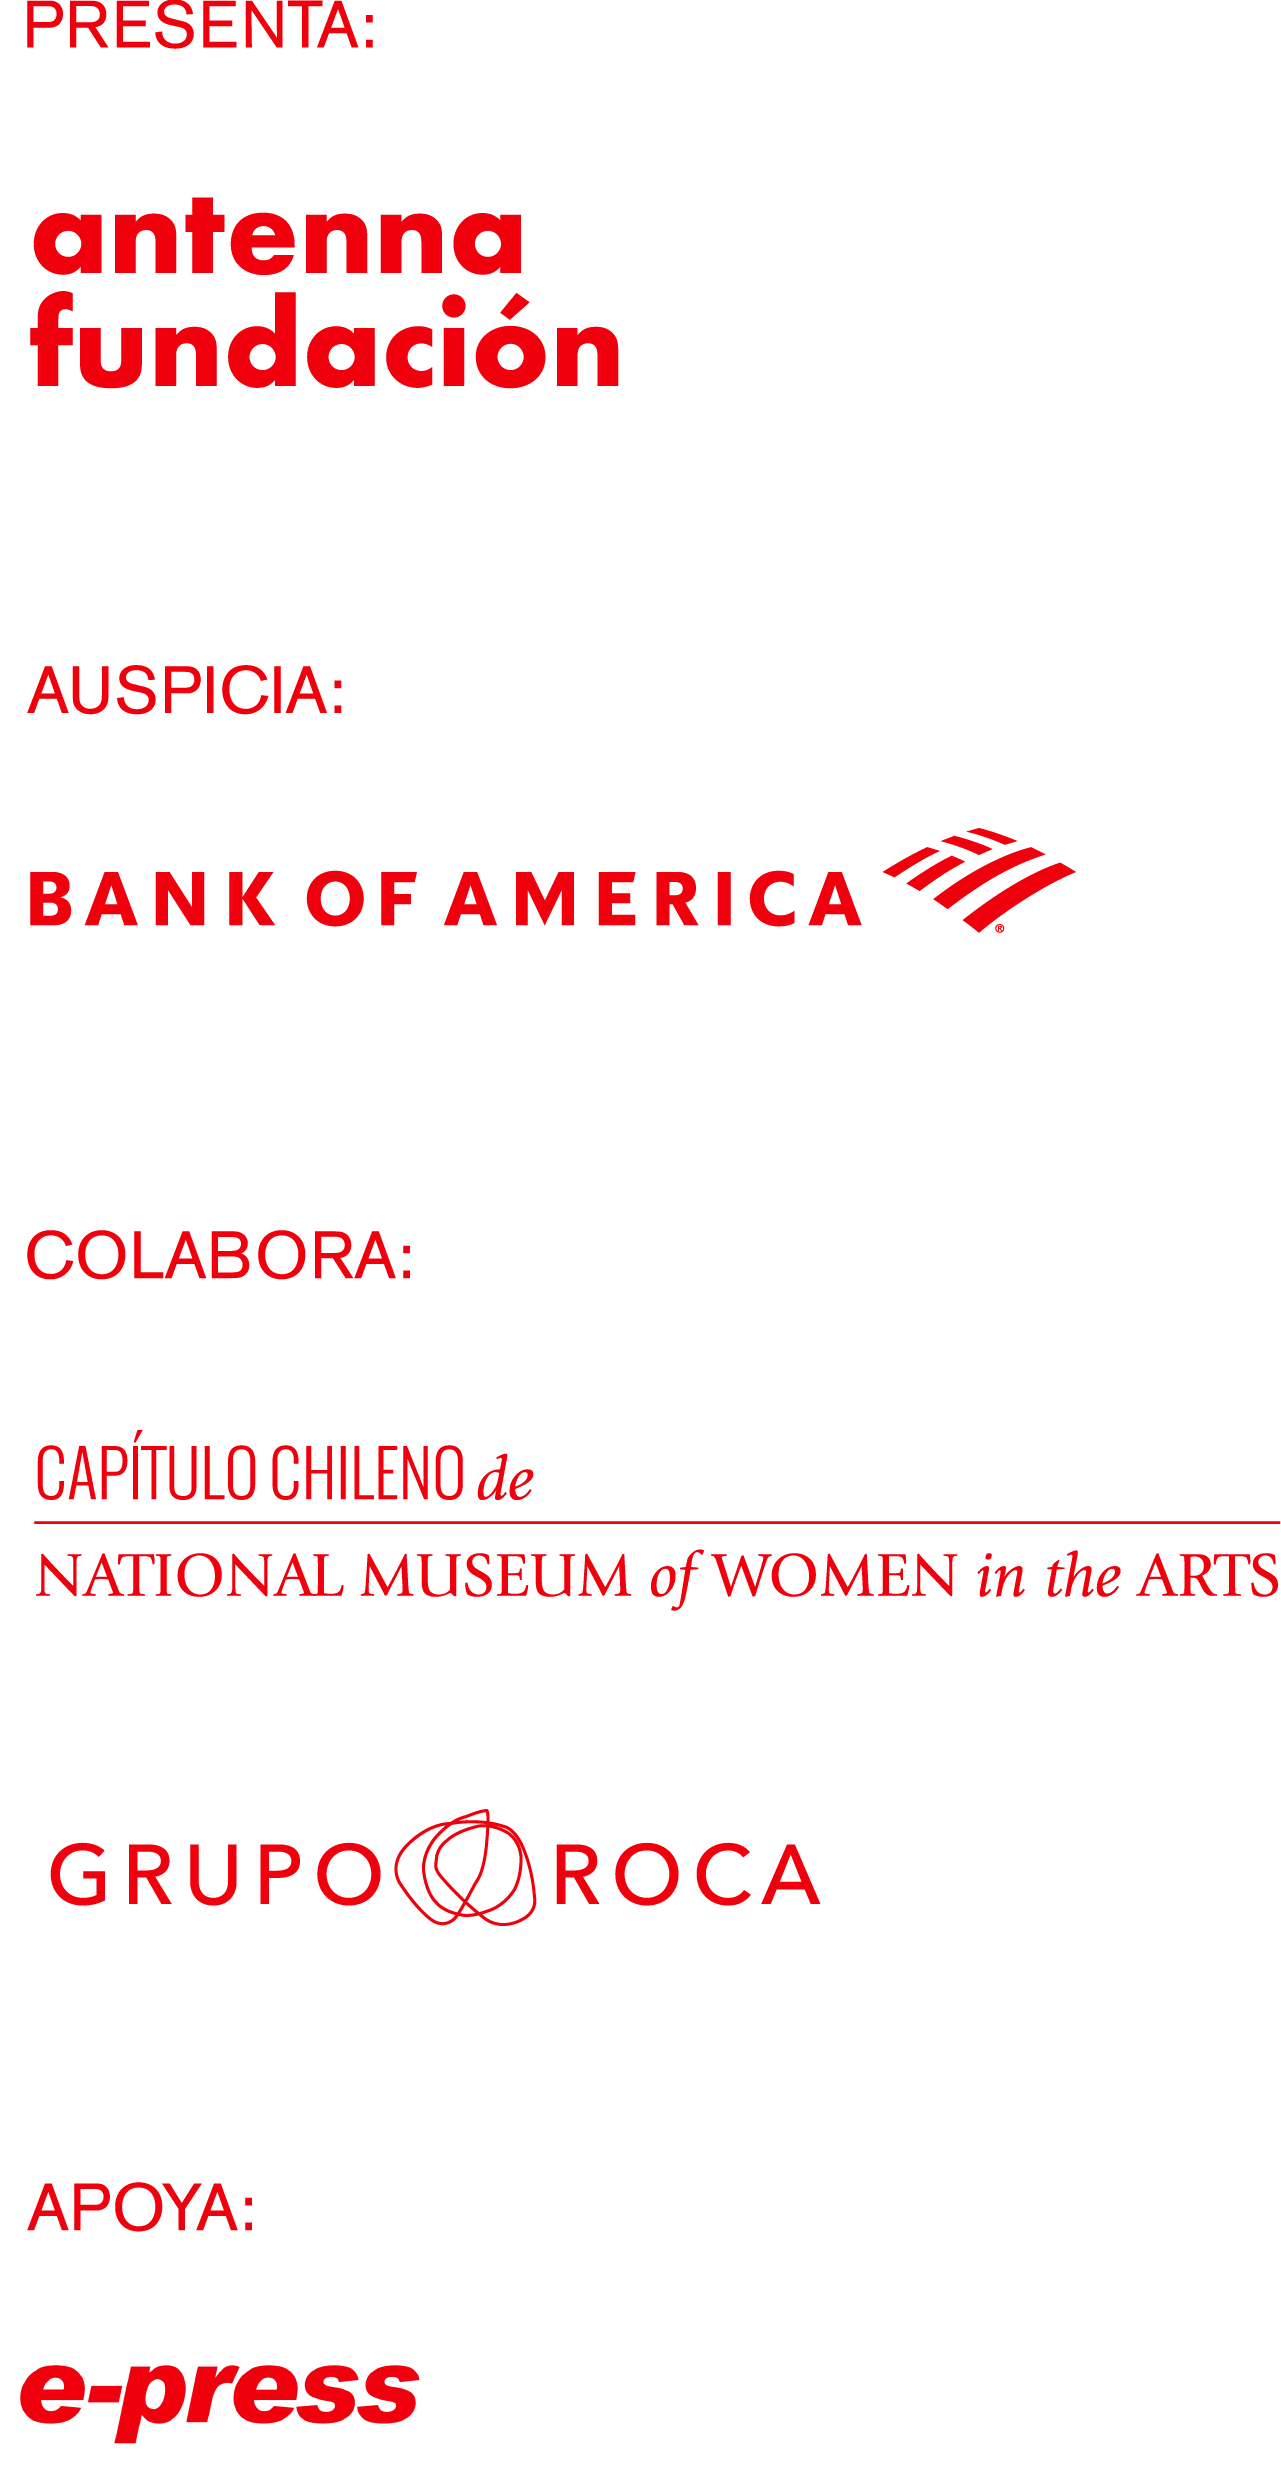 PRESENTA:
antenna
fundación
AUSPICIA:
BANK OF AMERICA ®
COLABORA:
CAPÍTULO CHILENO de
NATIONAL MUSEUM of WOMEN in the ARTS
GRUPO ROCA
APOYA:
e-press